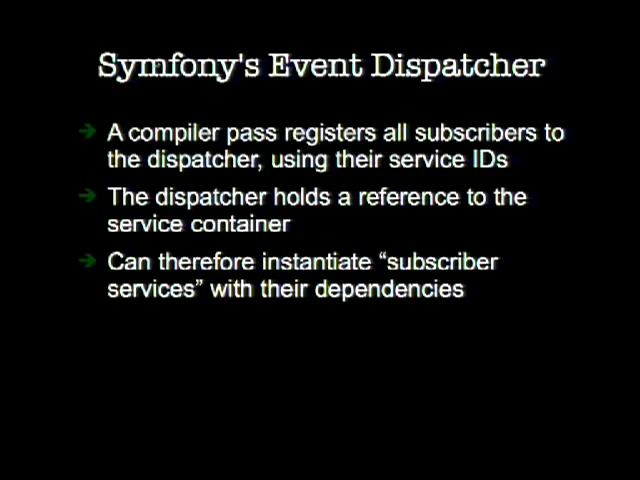 Symfony's Event Dispatcher
A compiler pass registers all subscribers to
the dispatcher, using their service IDs
The dispatcher holds a reference to the
service container
Can therefore instantiate “subscriber
services” with their dependencies